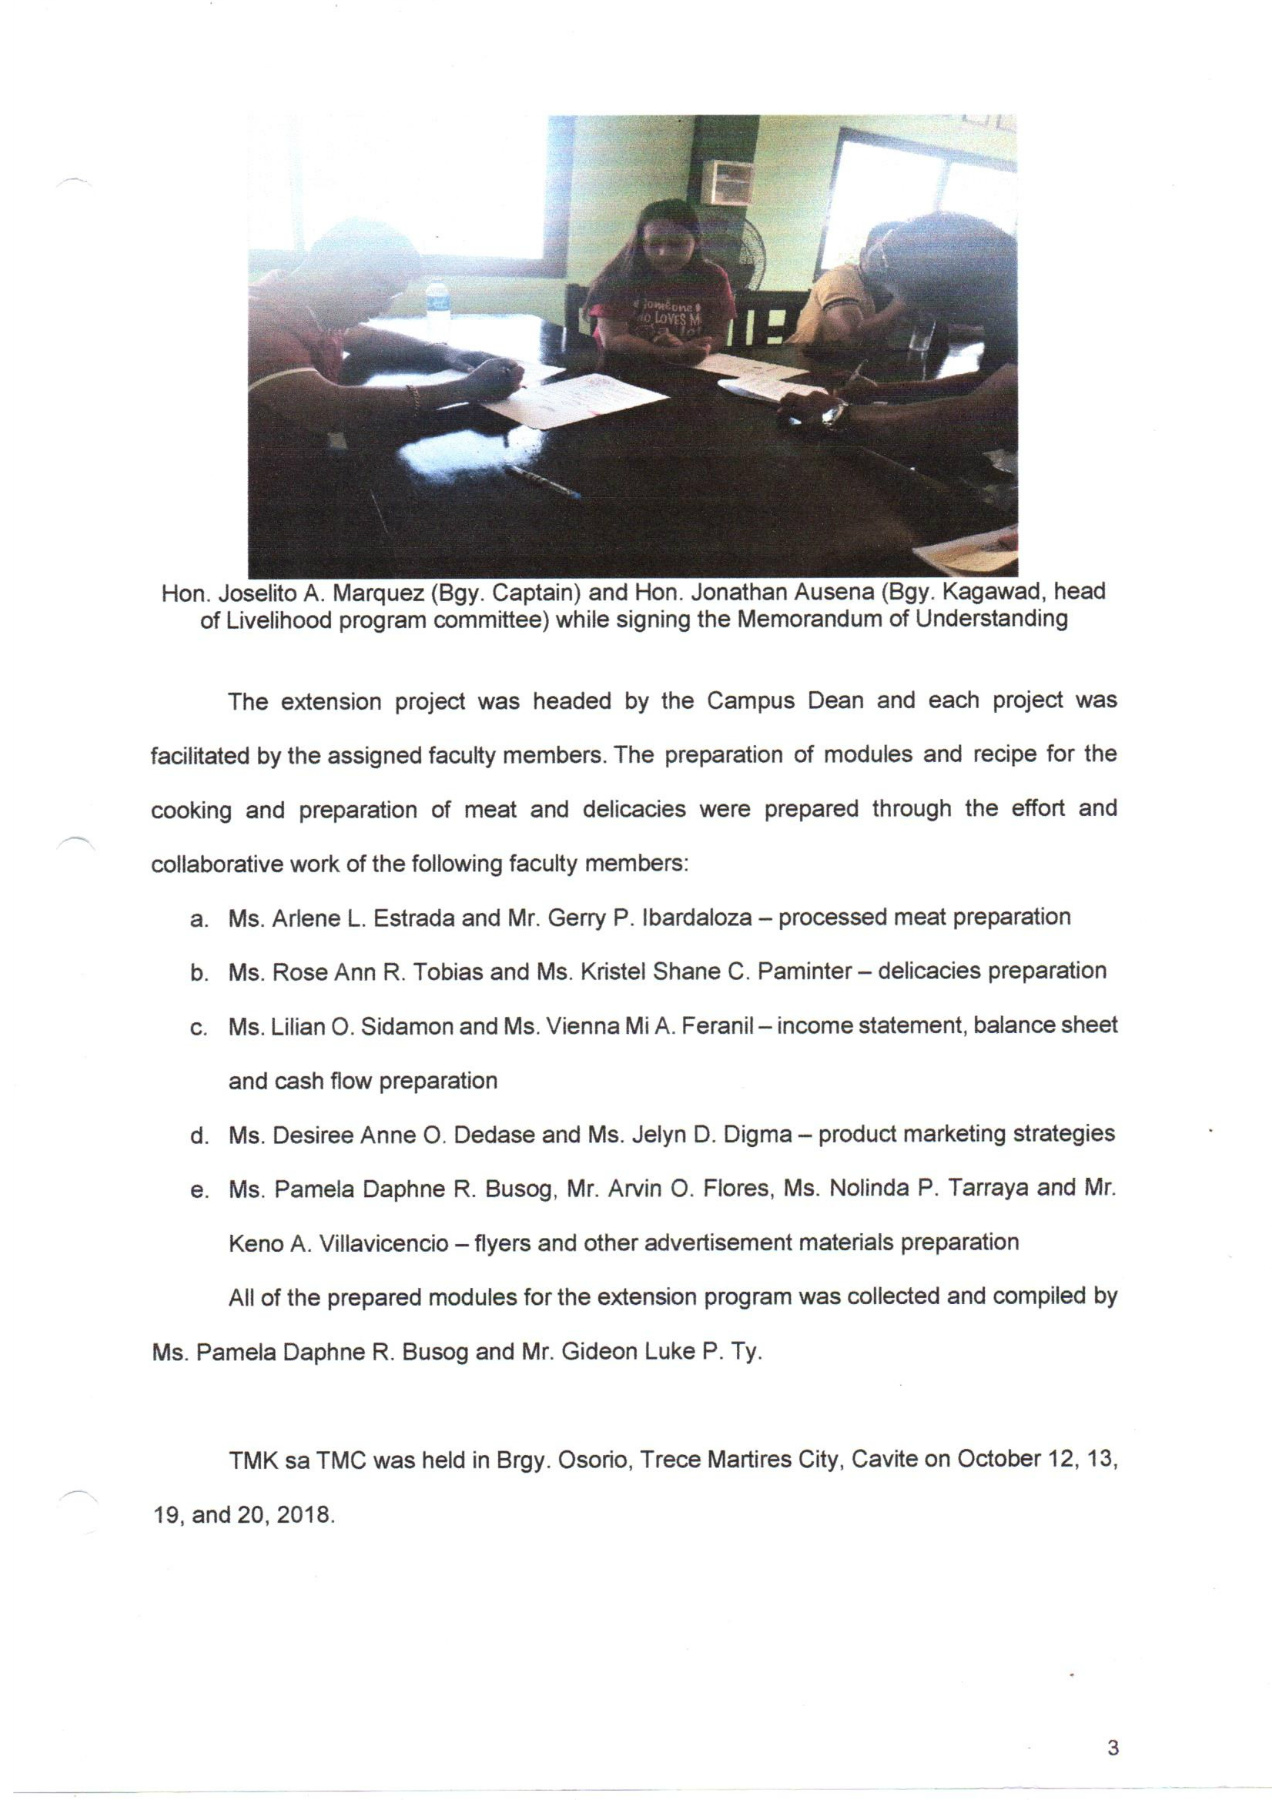 Someone
LOVES M
Hon. Joselito A. Marquez (Bgy. Captain) and Hon. Jonathan Ausena (Bgy. Kagawad, head
of Livelihood program committee) while signing the Memorandum of Understanding
The extension project was headed by the Campus Dean and each project was
facilitated by the assigned faculty members. The preparation of modules and recipe for the
cooking and preparation of meat and delicacies were prepared through the effort and
collaborative work of the following faculty members:
a. Ms. Arlene L. Estrada and Mr. Gerry P. Ibardaloza – processed meat preparation
b. Ms. Rose Ann R. Tobias and Ms. Kristel Shane C. Paminter – delicacies preparation
c. Ms. Lilian O. Sidamon and Ms. Vienna Mi A. Feranil – income statement, balance sheet
and cash flow preparation
d. Ms. Desiree Anne O. Dedase and Ms. Jelyn D. Digma – product marketing strategies
e. Ms. Pamela Daphne R. Busog, Mr. Arvin O. Flores, Ms. Nolinda P. Tarraya and Mr.
Keno A. Villavicencio – flyers and other advertisement materials preparation
All of the prepared modules for the extension program was collected and compiled by
Ms. Pamela Daphne R. Busog and Mr. Gideon Luke P. Ty.
TMK sa TMC was held in Brgy. Osorio, Trece Martires City, Cavite on October 12, 13,
19, and 20, 2018.
3